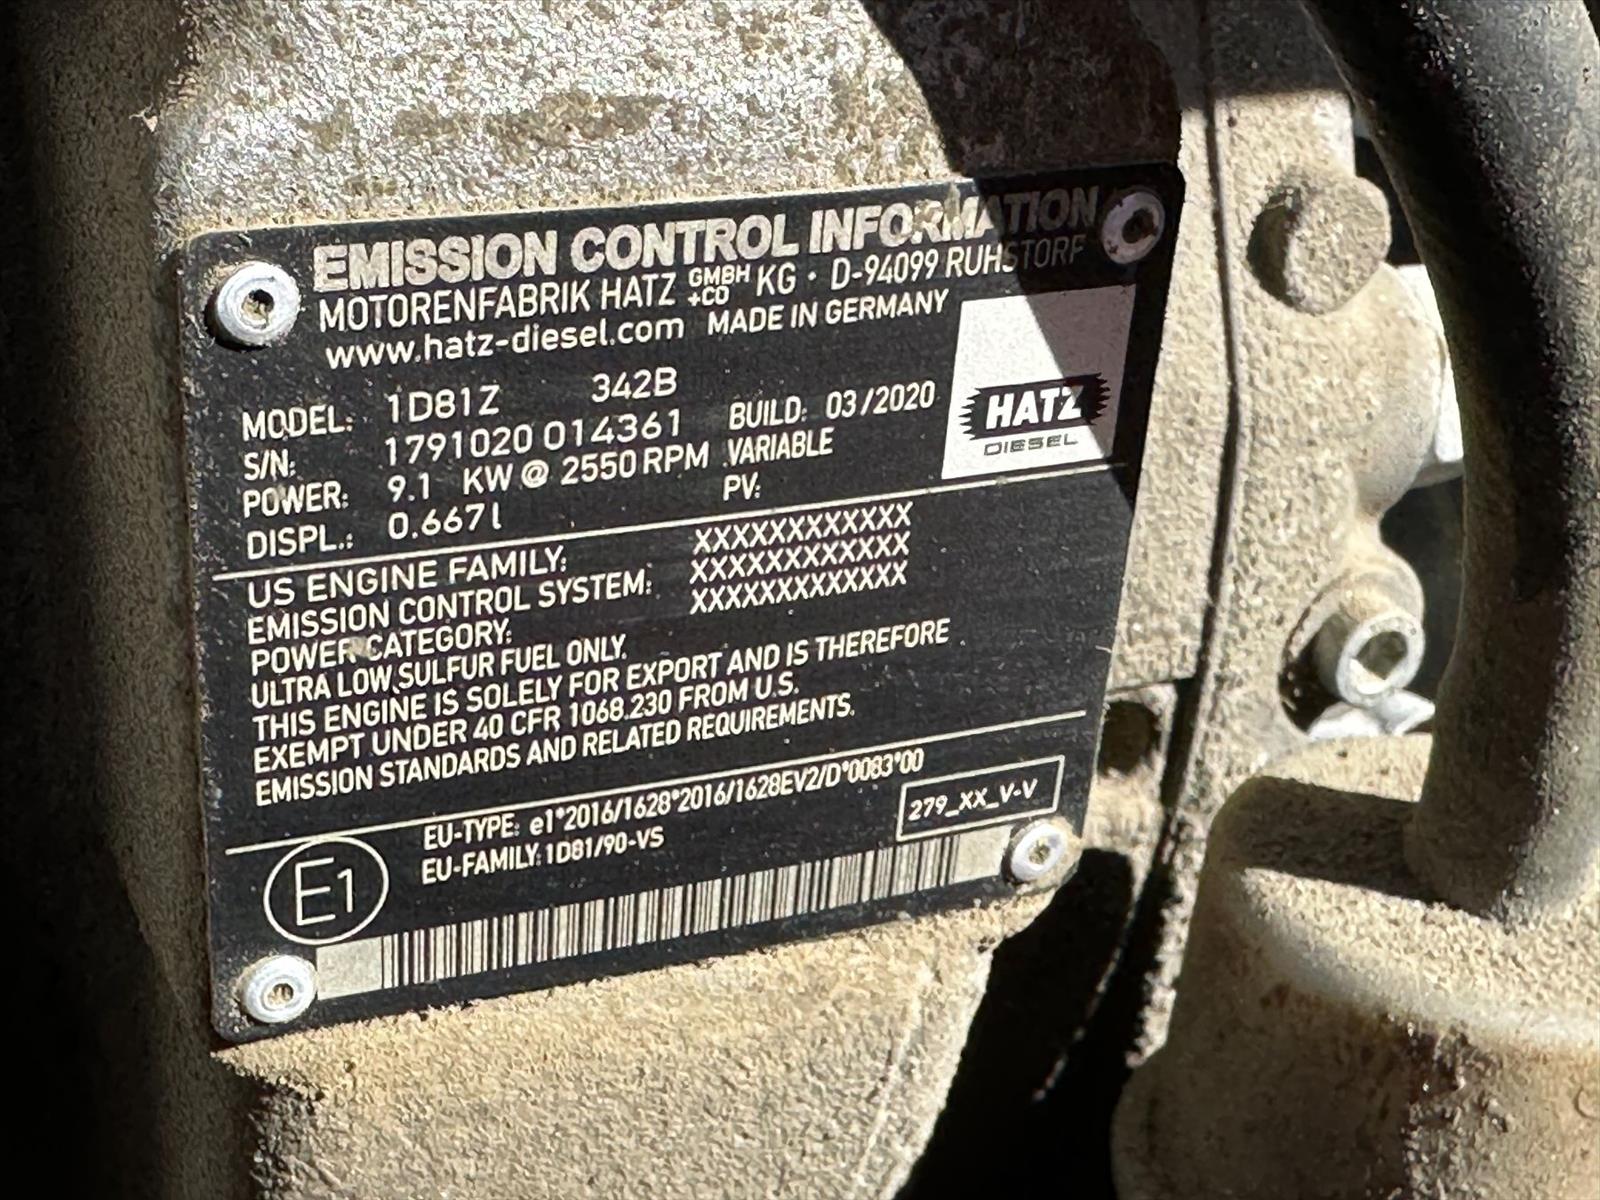 EMISSION CONTROL INFORMATION
MOTORENFABRIK HATZ GMBH +CO KG · D-94099 RUHSTORF
www.hatz-diesel.com MADE IN GERMANY
HATZ
DIESEL
MODEL: 1D81Z 342B
S/N: 1791020 014361 BUILD: 03/2020
POWER: 9.1 KW @ 2550 RPM VARIABLE
DISPL.: 0.667 l PV:
US ENGINE FAMILY: XXXXXXXXXXXX
EMISSION CONTROL SYSTEM: XXXXXXXXXXXX
POWER CATEGORY: XXXXXXXXXXXX
ULTRA LOW SULFUR FUEL ONLY.
THIS ENGINE IS SOLELY FOR EXPORT AND IS THEREFORE
EXEMPT UNDER 40 CFR 1068.230 FROM U.S.
EMISSION STANDARDS AND RELATED REQUIREMENTS.
E1
EU-TYPE: e1*2016/1628*2016/1628EV2/D*0083*00
EU-FAMILY: 1D81/90-VS
279_XX_V-V